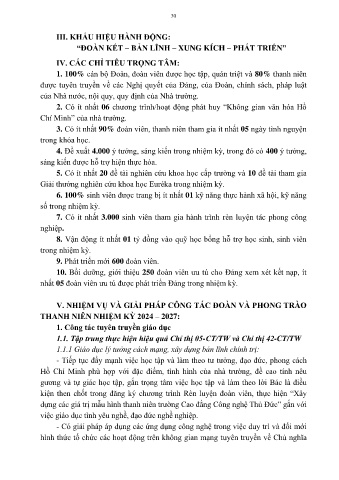 30
III. KHẨU HIỆU HÀNH ĐỘNG:
“ĐOÀN KẾT – BẢN LĨNH – XUNG KÍCH – PHÁT TRIỂN”
IV. CÁC CHỈ TIÊU TRỌNG TÂM:
1. 100% cán bộ Đoàn, đoàn viên được học tập, quán triệt và 80% thanh niên
được tuyên truyền về các Nghị quyết của Đảng, của Đoàn, chính sách, pháp luật
của Nhà nước, nội quy, quy định của Nhà trường.
2. Có ít nhất 06 chương trình/hoạt động phát huy “Không gian văn hóa Hồ
Chí Minh” của nhà trường.
3. Có ít nhất 90% đoàn viên, thanh niên tham gia ít nhất 05 ngày tình nguyện
trong khóa học.
4. Đề xuất 4.000 ý tưởng, sáng kiến trong nhiệm kỳ, trong đó có 400 ý tưởng,
sáng kiến được hỗ trợ hiện thực hóa.
5. Có ít nhất 20 đề tài nghiên cứu khoa học cấp trường và 10 đề tài tham gia
Giải thưởng nghiên cứu khoa học Euréka trong nhiệm kỳ.
6. 100% sinh viên được trang bị ít nhất 01 kỹ năng thực hành xã hội, kỹ năng
số trong nhiệm kỳ.
7. Có ít nhất 3.000 sinh viên tham gia hành trình rèn luyện tác phong công
nghiệp.
8. Vận động ít nhất 01 tỷ đồng vào quỹ học bổng hỗ trợ học sinh, sinh viên
trong nhiệm kỳ.
9. Phát triển mới 600 đoàn viên.
10. Bồi dưỡng, giới thiệu 250 đoàn viên ưu tú cho Đảng xem xét kết nạp, ít
nhất 05 đoàn viên ưu tú được phát triển Đảng trong nhiệm kỳ.
V. NHIỆM VỤ VÀ GIẢI PHÁP CÔNG TÁC ĐOÀN VÀ PHONG TRÀO
THANH NIÊN NHIỆM KỲ 2024 – 2027:
1. Công tác tuyên truyền giáo dục
1.1. Tập trung thực hiện hiệu quả Chỉ thị 05-CT/TW và Chỉ thị 42-CT/TW
1.1.1 Giáo dục lý tưởng cách mạng, xây dựng bản lĩnh chính trị:
- Tiếp tục đẩy mạnh việc học tập và làm theo tư tưởng, đạo đức, phong cách
Hồ Chí Minh phù hợp với đặc điểm, tình hình của nhà trường, đề cao tính nêu
gương và tự giác học tập, gắn trọng tâm việc học tập và làm theo lời Bác là điều
kiện then chốt trong đăng ký chương trình Rèn luyện đoàn viên, thực hiện “Xây
dựng các giá trị mẫu hình thanh niên trường Cao đẳng Công nghệ Thủ Đức” gắn với
việc giáo dục tình yêu nghề, đạo đức nghề nghiệp.
- Có giải pháp áp dụng các ứng dụng công nghệ trong việc duy trì và đổi mới
hình thức tổ chức các hoạt động trên không gian mạng tuyên truyền về Chủ nghĩa